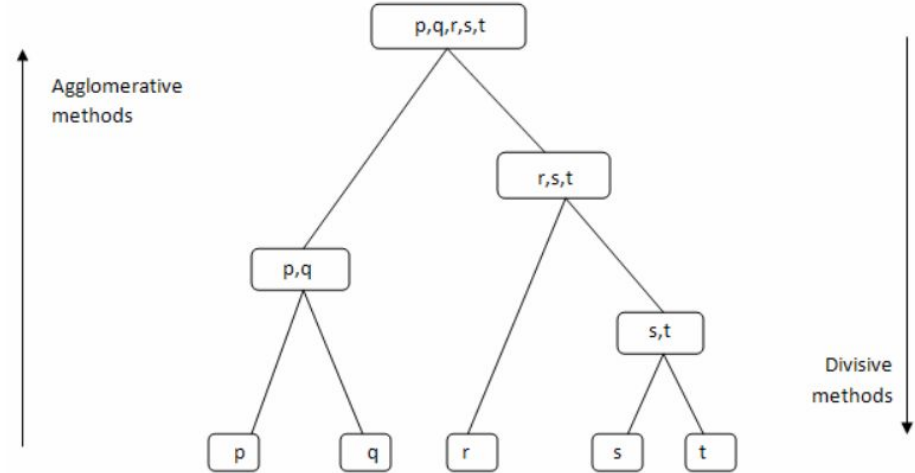 p,q,r,s,t
Agglomerative
methods
r,s,t
p,q
s,t
Divisive
methods
p
q
r
s
t